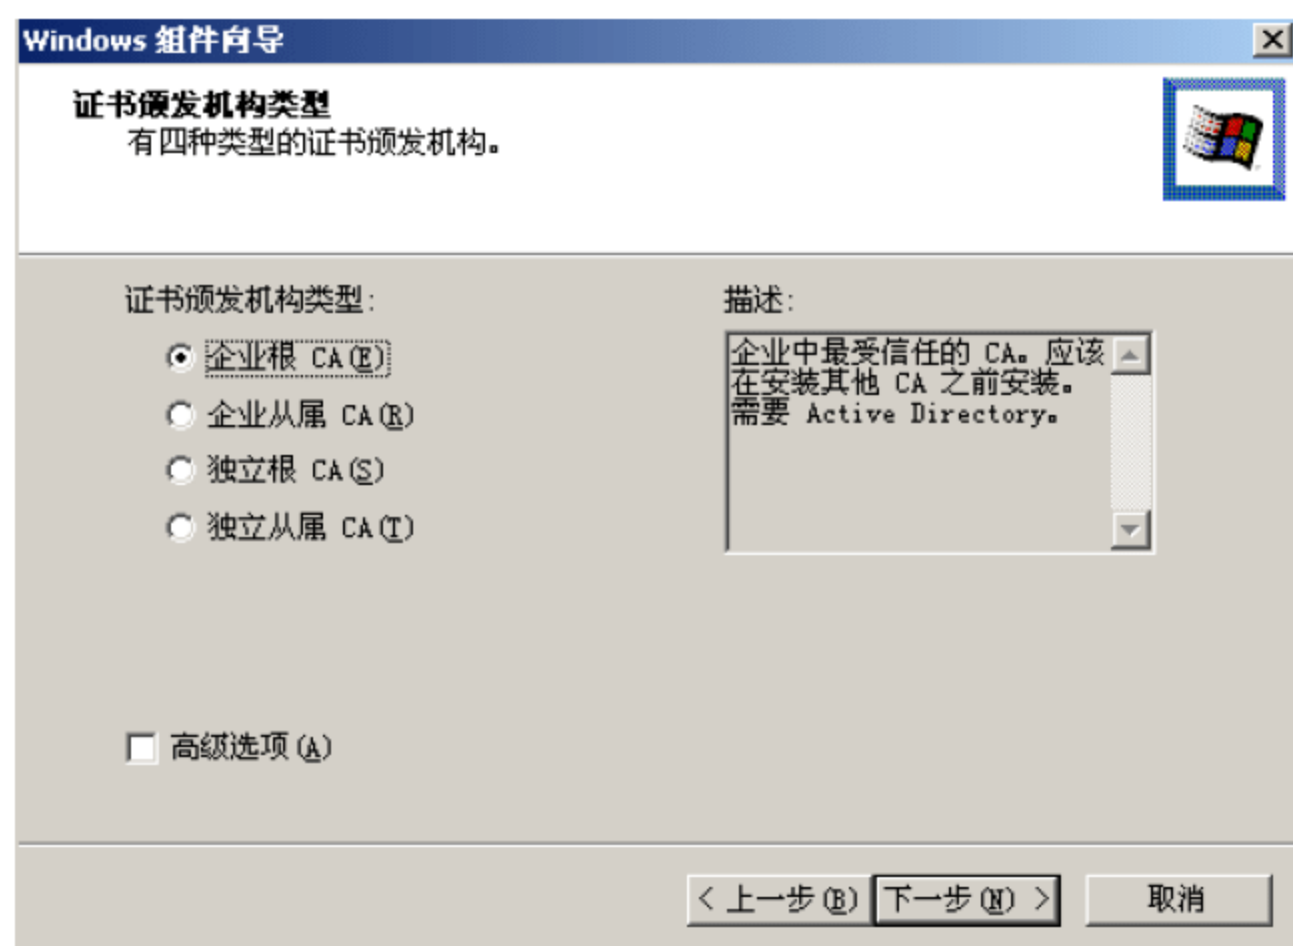 Windows 组件向导
证书颁发机构类型
有四种类型的证书颁发机构。
证书颁发机构类型:
企业根 CA(E)
企业从属 CA(R)
独立根 CA(S)
独立从属 CA(T)
描述:
企业中最受信任的 CA。应该
在安装其他 CA 之前安装。
需要 Active Directory。
高级选项(A)
< 上一步(B)
下一步(N) >
取消